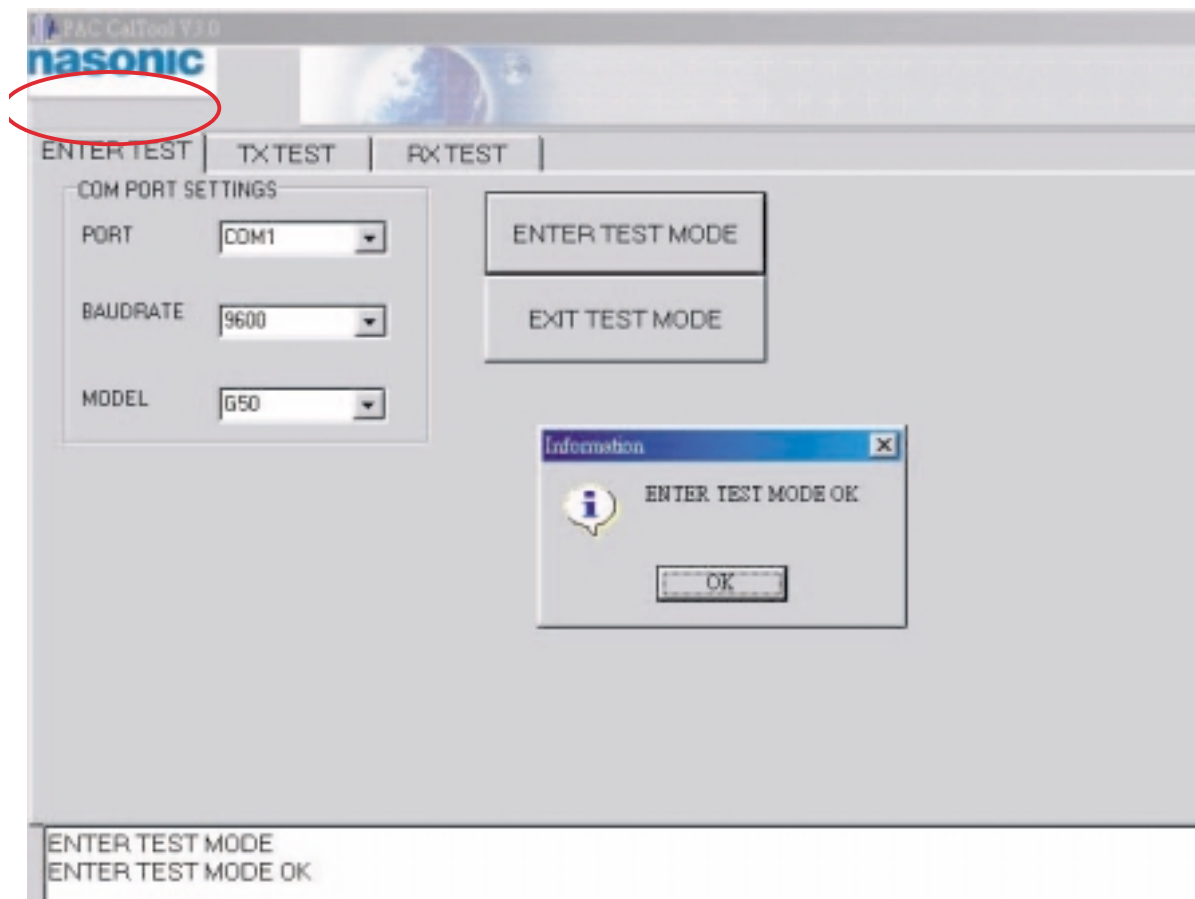 PAC CalTool V3.0
nasonic
ENTER TEST TX TEST RX TEST
COM PORT SETTINGS
PORT COM1
BAUDRATE 9600
MODEL G50
ENTER TEST MODE
EXIT TEST MODE
Information
ENTER TEST MODE OK
OK
ENTER TEST MODE
ENTER TEST MODE OK